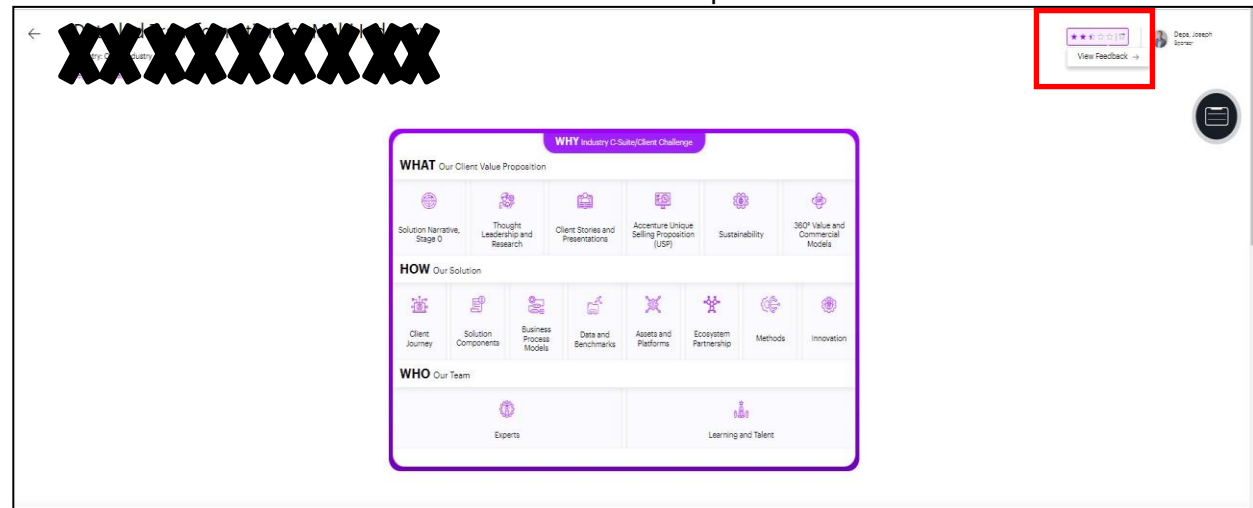 View Feedback →
Depa, Joseph
Sponsor
WHY Industry C-Suite/Client Challenge
WHAT Our Client Value Proposition
Solution Narrative, Stage 0
Thought Leadership and Research
Client Stories and Presentations
Accenture Unique Selling Proposition (USP)
Sustainability
360° Value and Commercial Models
HOW Our Solution
Client Journey
Solution Components
Business Process Models
Data and Benchmarks
Assets and Platforms
Ecosystem Partnership
Methods
Innovation
WHO Our Team
Experts
Learning and Talent